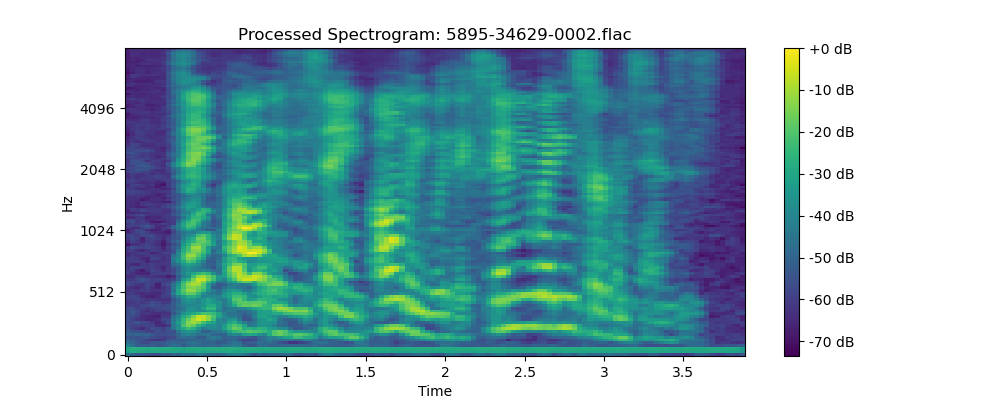 Processed Spectrogram: 5895-34629-0002.flac
Hz
4096
2048
1024
512
0
0 0.5 1 1.5 2 2.5 3 3.5
Time
+0 dB
-10 dB
-20 dB
-30 dB
-40 dB
-50 dB
-60 dB
-70 dB